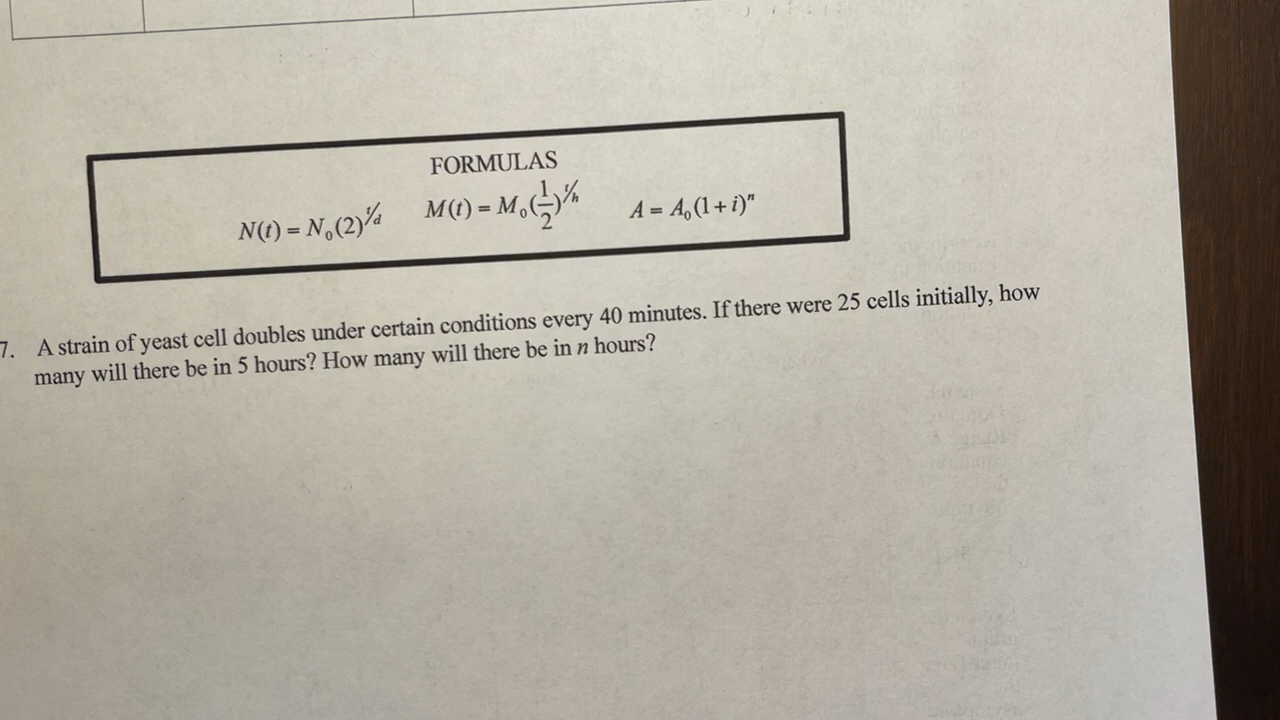 FORMULAS
N(t) = N₀(2)^(t/d) M(t) = M₀(1/2)^(t/h) A = A₀(1 + i)ⁿ
7. A strain of yeast cell doubles under certain conditions every 40 minutes. If there were 25 cells initially, how
many will there be in 5 hours? How many will there be in n hours?